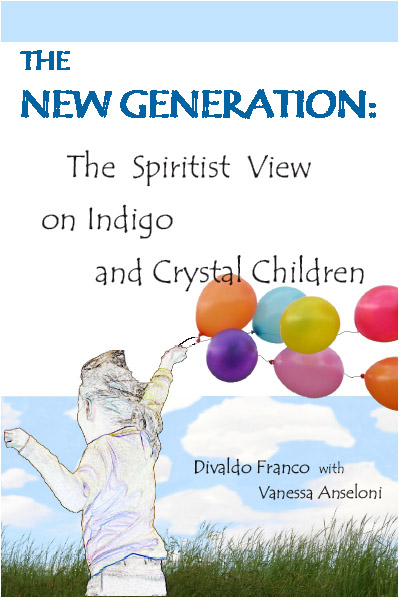 THE
NEW GENERATION:
The Spiritist View
on Indigo
and Crystal Children
Divaldo Franco with
Vanessa Anseloni